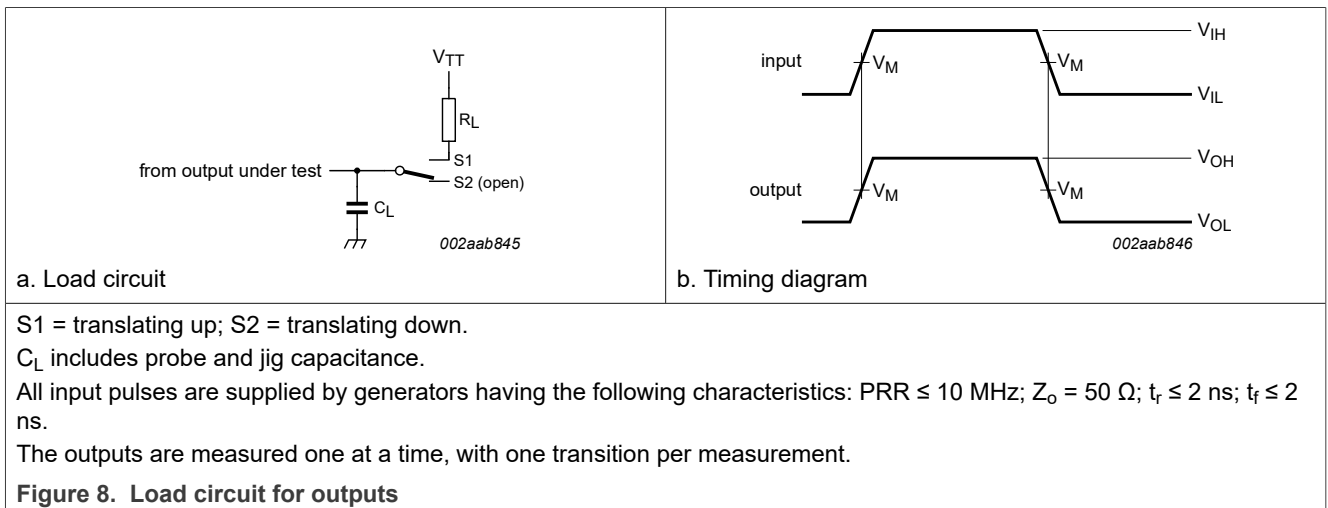 VTT
RL
S1
from output under test
S2 (open)
CL
002aab845
a. Load circuit
VIH
input
VM
VM
VIL
VOH
output
VM
VM
VOL
002aab846
b. Timing diagram
S1 = translating up; S2 = translating down.
CL includes probe and jig capacitance.
All input pulses are supplied by generators having the following characteristics: PRR ≤ 10 MHz; Zo = 50 Ω; tr ≤ 2 ns; tf ≤ 2
ns.
The outputs are measured one at a time, with one transition per measurement.
Figure 8. Load circuit for outputs